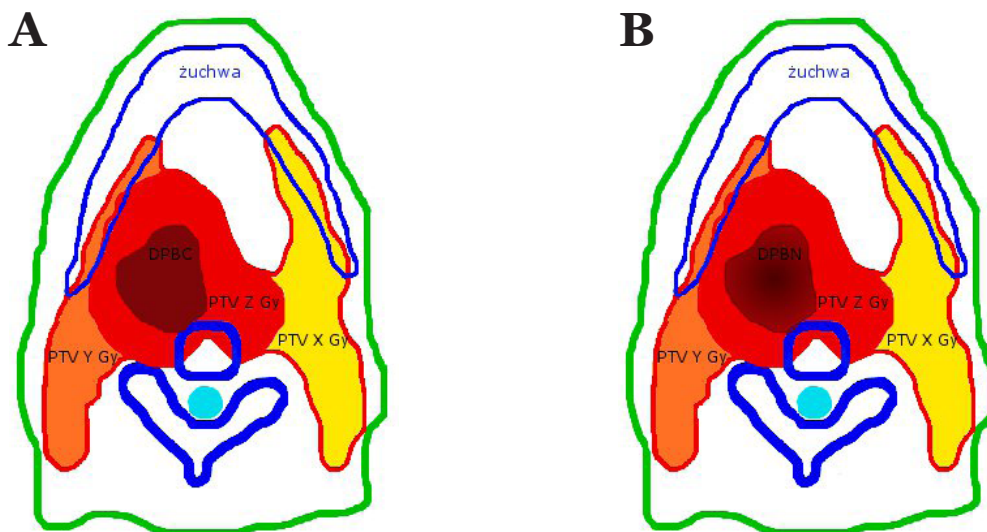 A
żuchwa
DPBC
PTV Z Gy
PTV X Gy
PTV Y Gy
B
żuchwa
DPBN
PTV Z Gy
PTV X Gy
PTV Y Gy